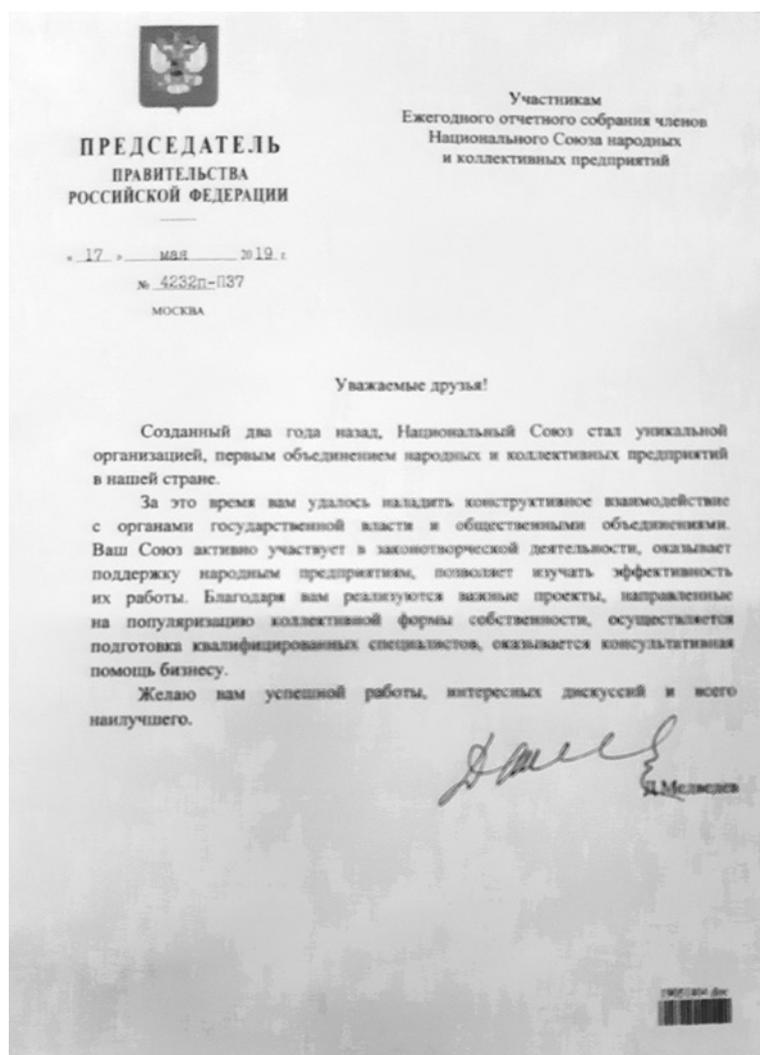 ПРЕДСЕДАТЕЛЬ
ПРАВИТЕЛЬСТВА
РОССИЙСКОЙ ФЕДЕРАЦИИ
« 17 » мая 2019 г.
№ 4232п-П37
МОСКВА
Участникам
Ежегодного отчетного собрания членов
Национального Союза народных
и коллективных предприятий
Уважаемые друзья!
Созданный два года назад, Национальный Союз стал уникальной
организацией, первым объединением народных и коллективных предприятий
в нашей стране.
За это время вам удалось наладить конструктивное взаимодействие
с органами государственной власти и общественными объединениями.
Ваш Союз активно участвует в законотворческой деятельности, оказывает
поддержку народным предприятиям, позволяет изучать эффективность
их работы. Благодаря вам реализуются важные проекты, направленные
на популяризацию коллективной формы собственности, осуществляется
подготовка квалифицированных специалистов, оказывается консультативная
помощь бизнесу.
Желаю вам успешной работы, интересных дискуссий и всего
наилучшего.
Д.Медведев